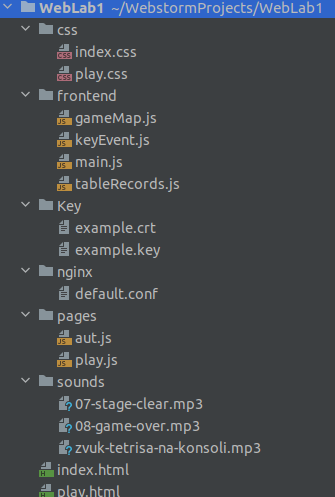 WebLab1 ~/WebstormProjects/WebLab1
css
index.css
play.css
frontend
gameMap.js
keyEvent.js
main.js
tableRecords.js
Key
example.crt
example.key
nginx
default.conf
pages
aut.js
play.js
sounds
07-stage-clear.mp3
08-game-over.mp3
zvuk-tetrisa-na-konsoli.mp3
index.html
play.html